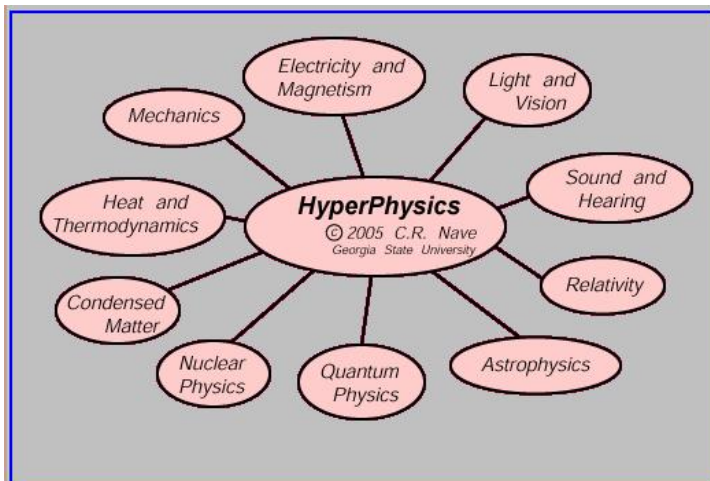 Electricity and
Magnetism
Light and
Vision
Mechanics
Sound and
Hearing
Heat and
Thermodynamics
HyperPhysics
© 2005 C.R. Nave
Georgia State University
Relativity
Condensed
Matter
Nuclear
Physics
Quantum
Physics
Astrophysics